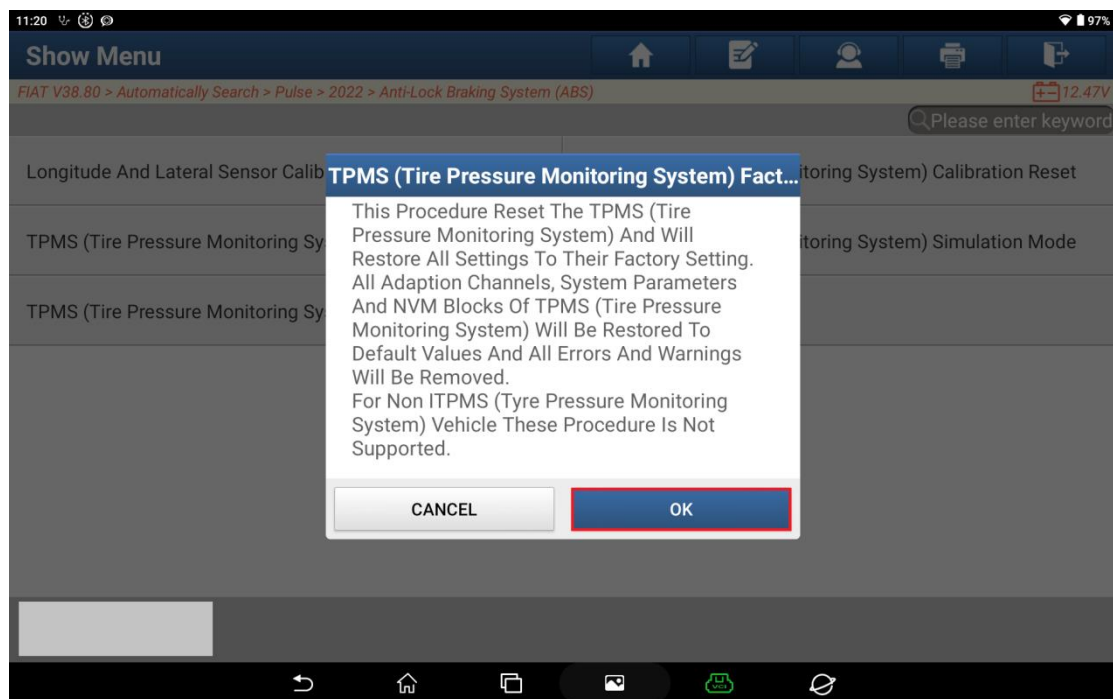 11:20 97%
Show Menu
FIAT V38.80 > Automatically Search > Pulse > 2022 > Anti-Lock Braking System (ABS) 12.47V
Please enter keyword
Longitude And Lateral Sensor Calib
itoring System) Calibration Reset
TPMS (Tire Pressure Monitoring Sy
itoring System) Simulation Mode
TPMS (Tire Pressure Monitoring Sy
TPMS (Tire Pressure Monitoring System) Fact...
This Procedure Reset The TPMS (Tire
Pressure Monitoring System) And Will
Restore All Settings To Their Factory Setting.
All Adaption Channels, System Parameters
And NVM Blocks Of TPMS (Tire Pressure
Monitoring System) Will Be Restored To
Default Values And All Errors And Warnings
Will Be Removed.
For Non ITPMS (Tyre Pressure Monitoring
System) Vehicle These Procedure Is Not
Supported.
CANCEL OK
VCI